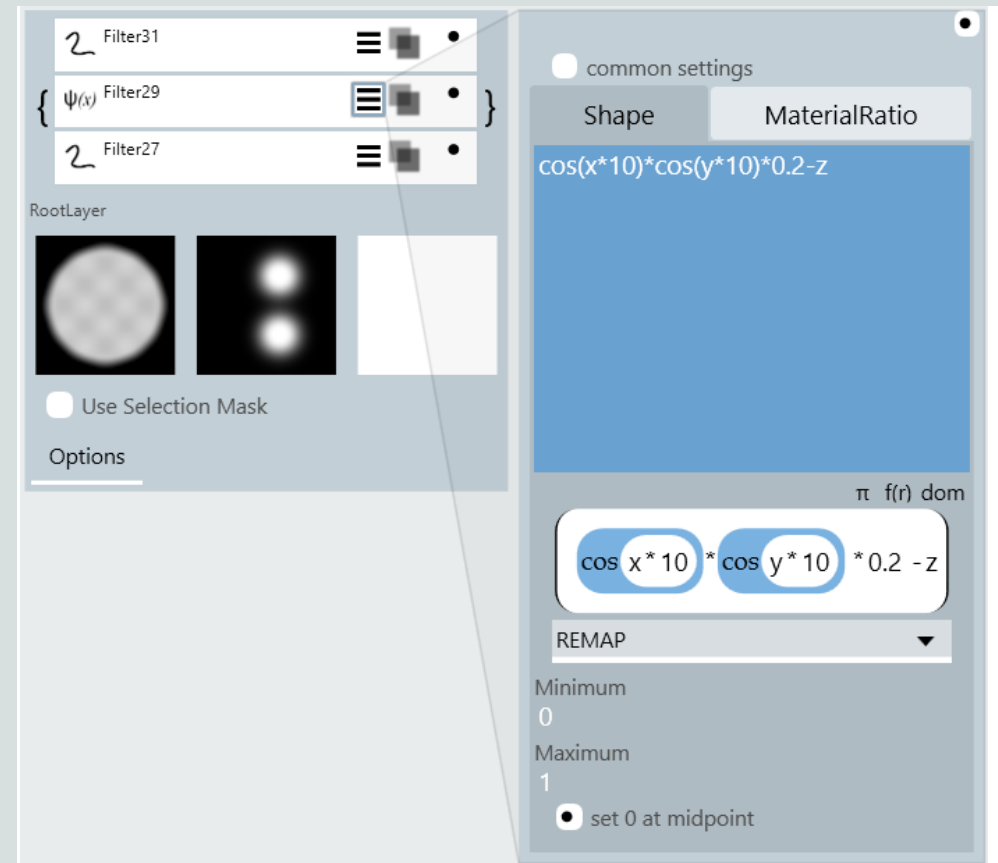 Filter31
{ ψ(x) Filter29 }
Filter27
RootLayer
Use Selection Mask
Options
common settings
Shape MaterialRatio
cos(x*10)*cos(y*10)*0.2-z
π f(r) dom
cos x * 10 * cos y * 10 * 0.2 - z
REMAP
Minimum
0
Maximum
1
set 0 at midpoint